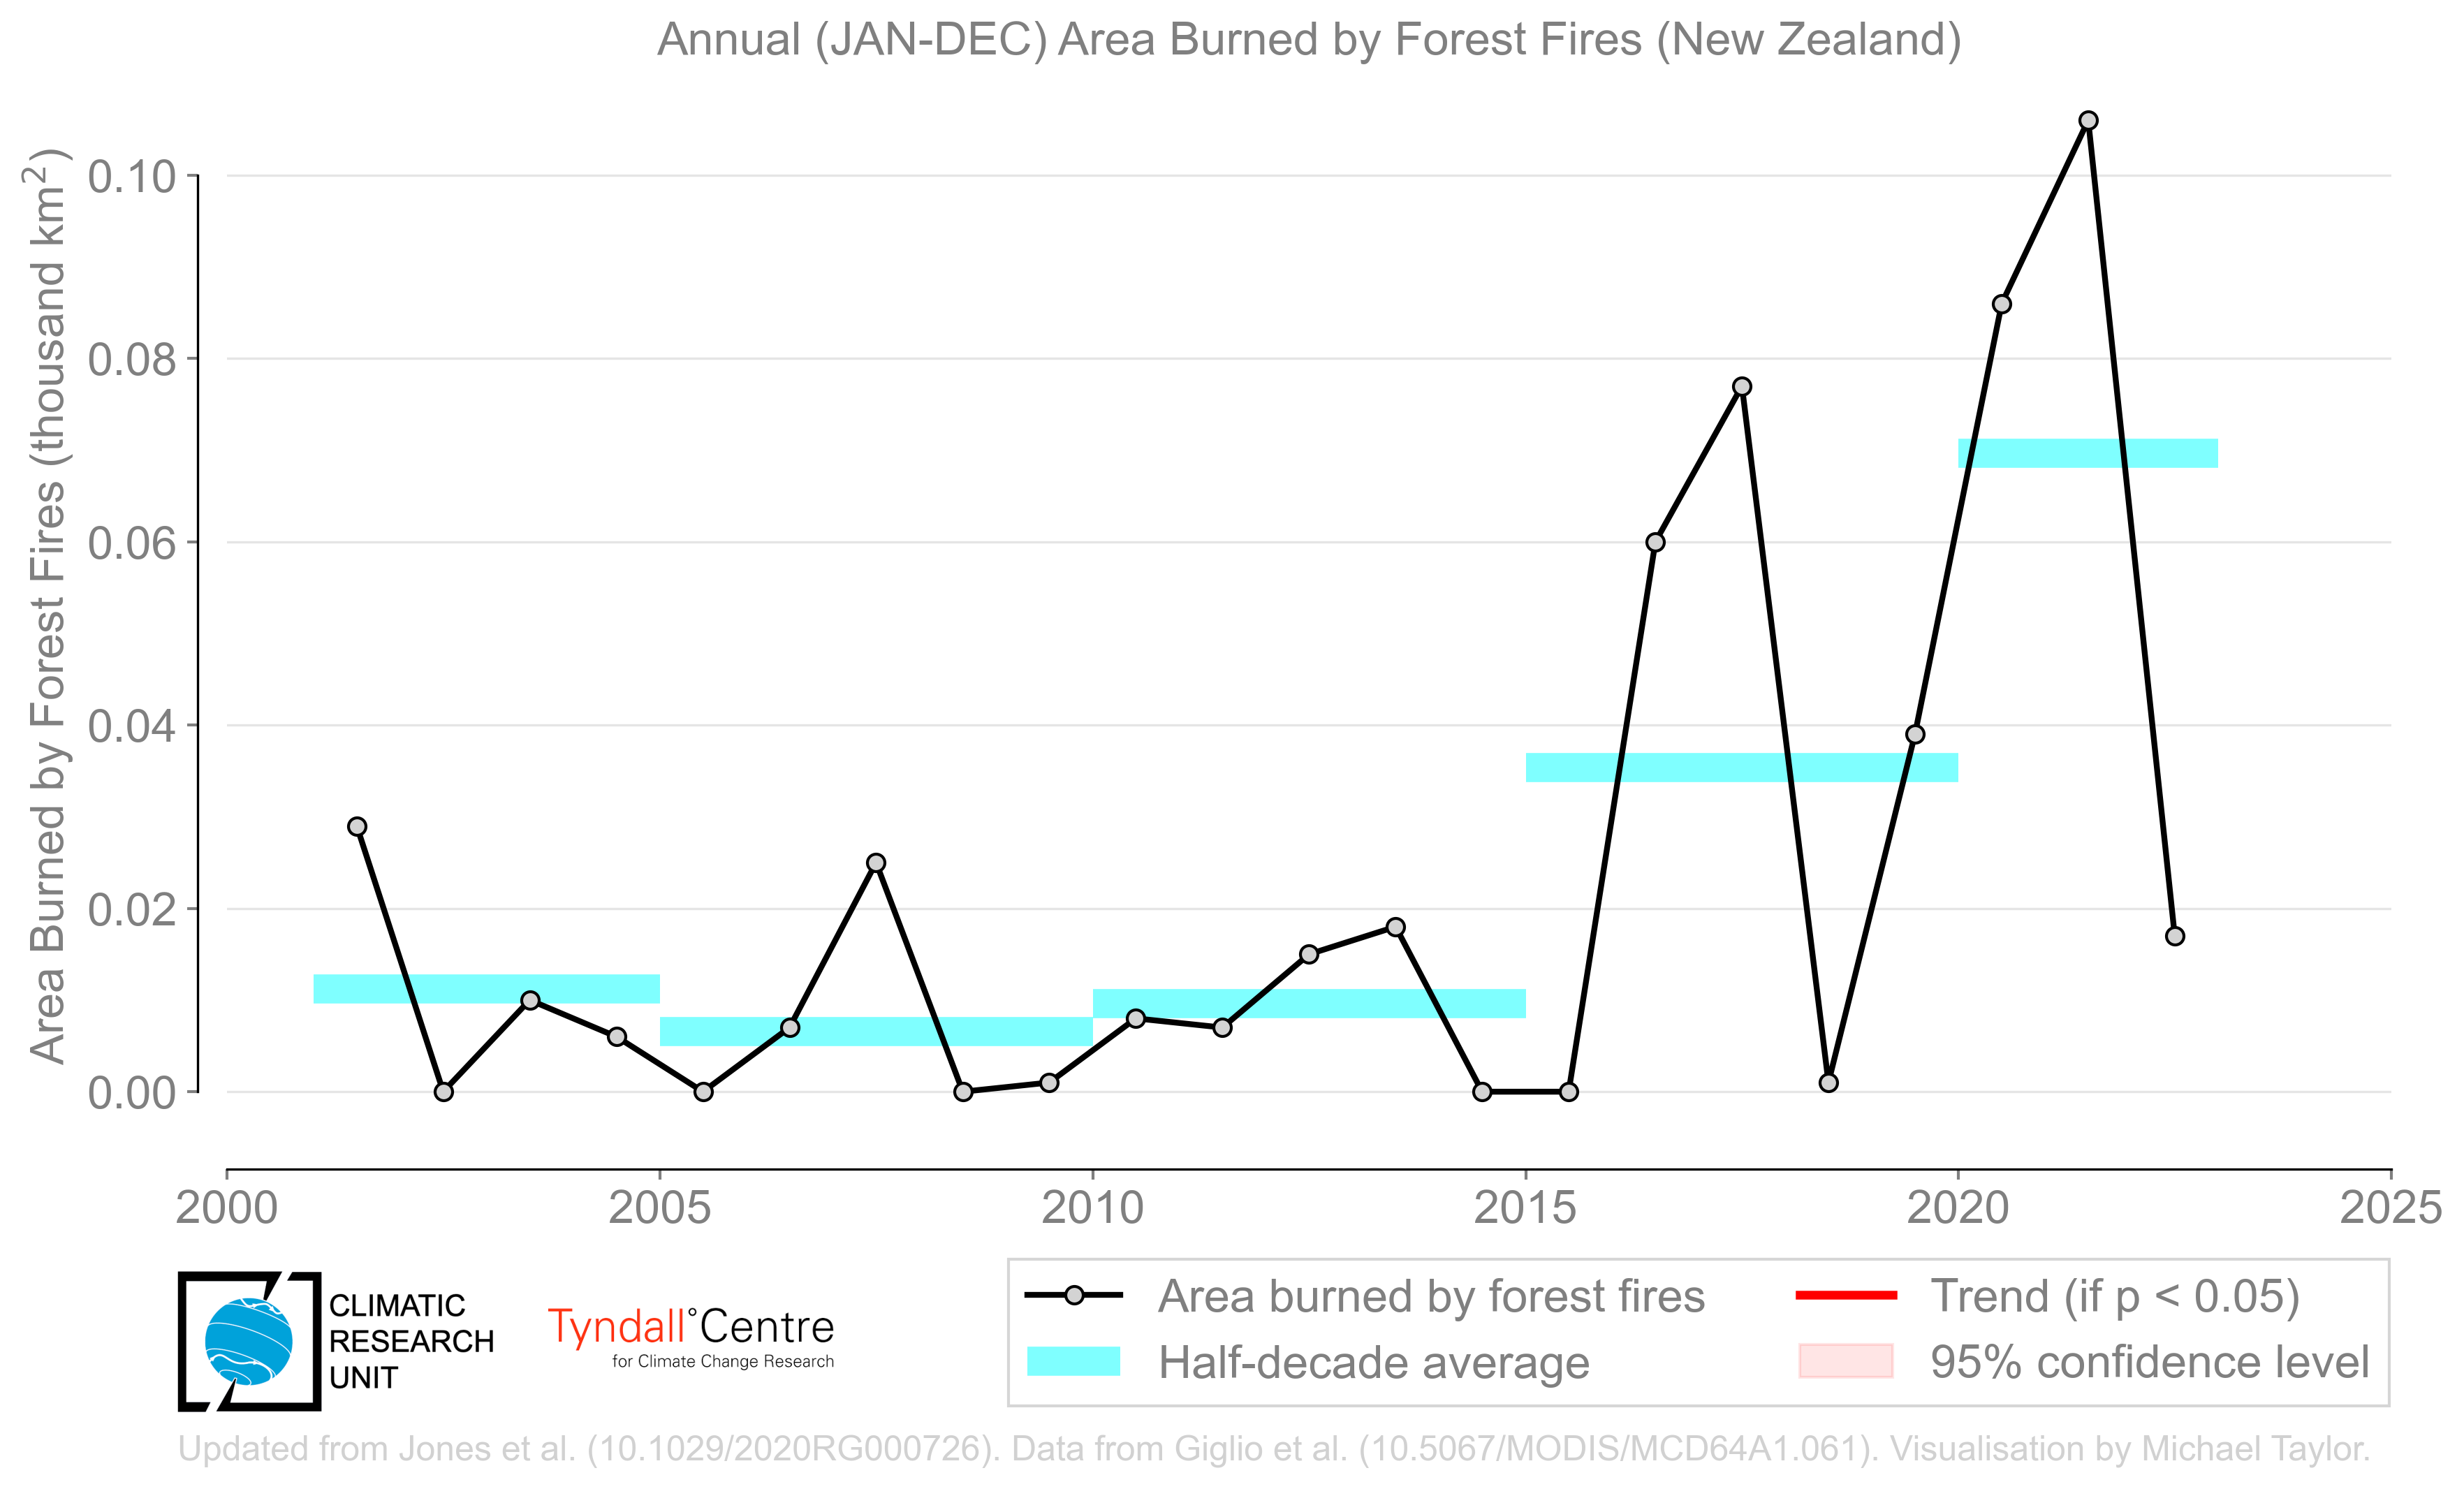 Annual (JAN-DEC) Area Burned by Forest Fires (New Zealand)
Area Burned by Forest Fires (thousand km²)
0.10
0.08
0.06
0.04
0.02
0.00
2000
2005
2010
2015
2020
2025
CLIMATIC
RESEARCH
UNIT
Tyndall°Centre
for Climate Change Research
Area burned by forest fires
Half-decade average
Trend (if p < 0.05)
95% confidence level
Updated from Jones et al. (10.1029/2020RG000726). Data from Giglio et al. (10.5067/MODIS/MCD64A1.061). Visualisation by Michael Taylor.